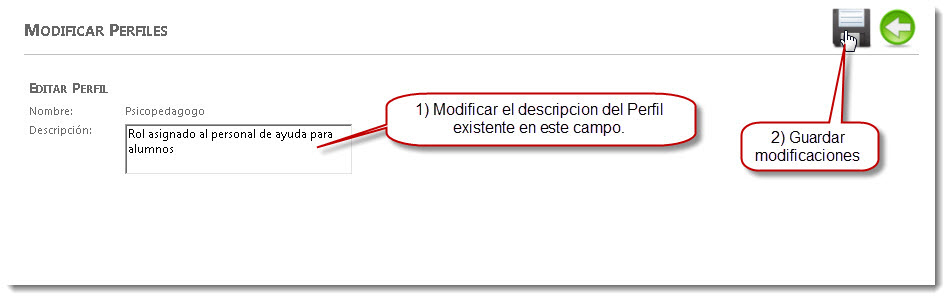 MODIFICAR PERFILES
EDITAR PERFIL
Nombre: Psicopedagogo
Descripción: Rol asignado al personal de ayuda para
alumnos
1) Modificar el descripcion del Perfil
existente en este campo.
2) Guardar
modificaciones